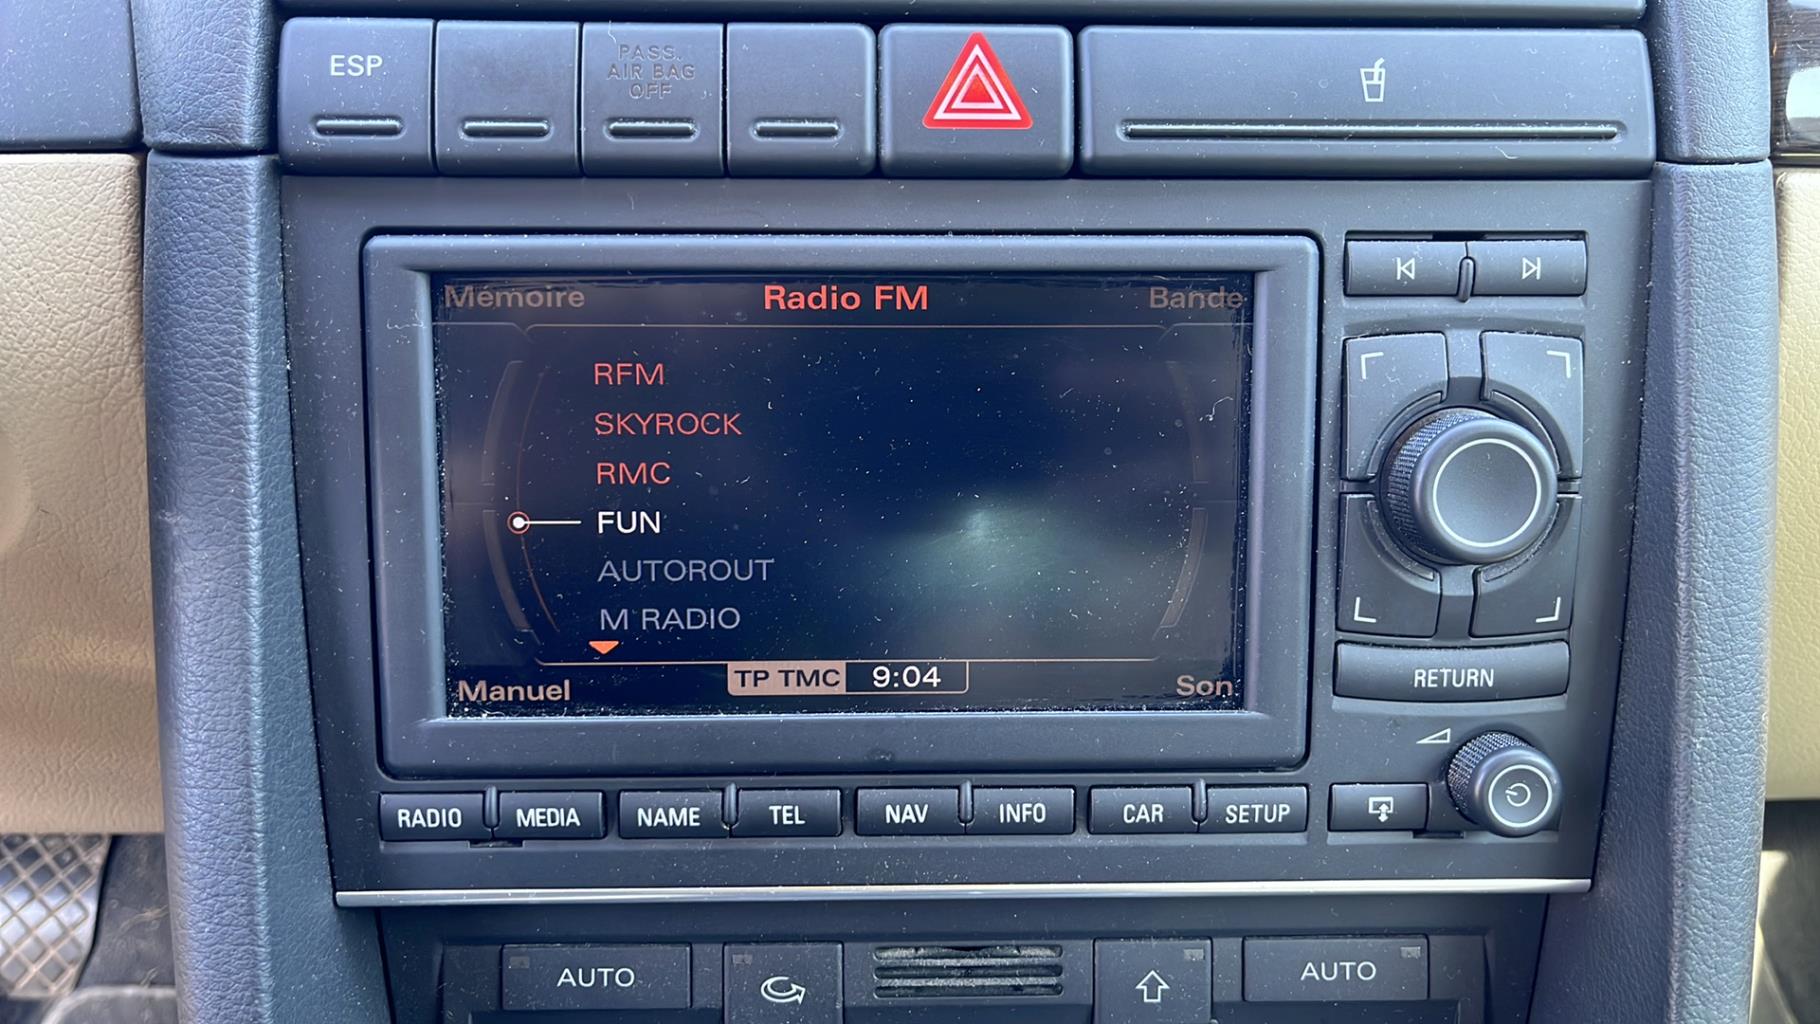 ESP
PASS.
AIR BAG
OFF
Mémoire
Radio FM
Bande
RFM
SKYROCK
RMC
FUN
AUTOROUT
M RADIO
Manuel
TP TMC
9:04
Son
RETURN
RADIO
MEDIA
NAME
TEL
NAV
INFO
CAR
SETUP
AUTO
AUTO